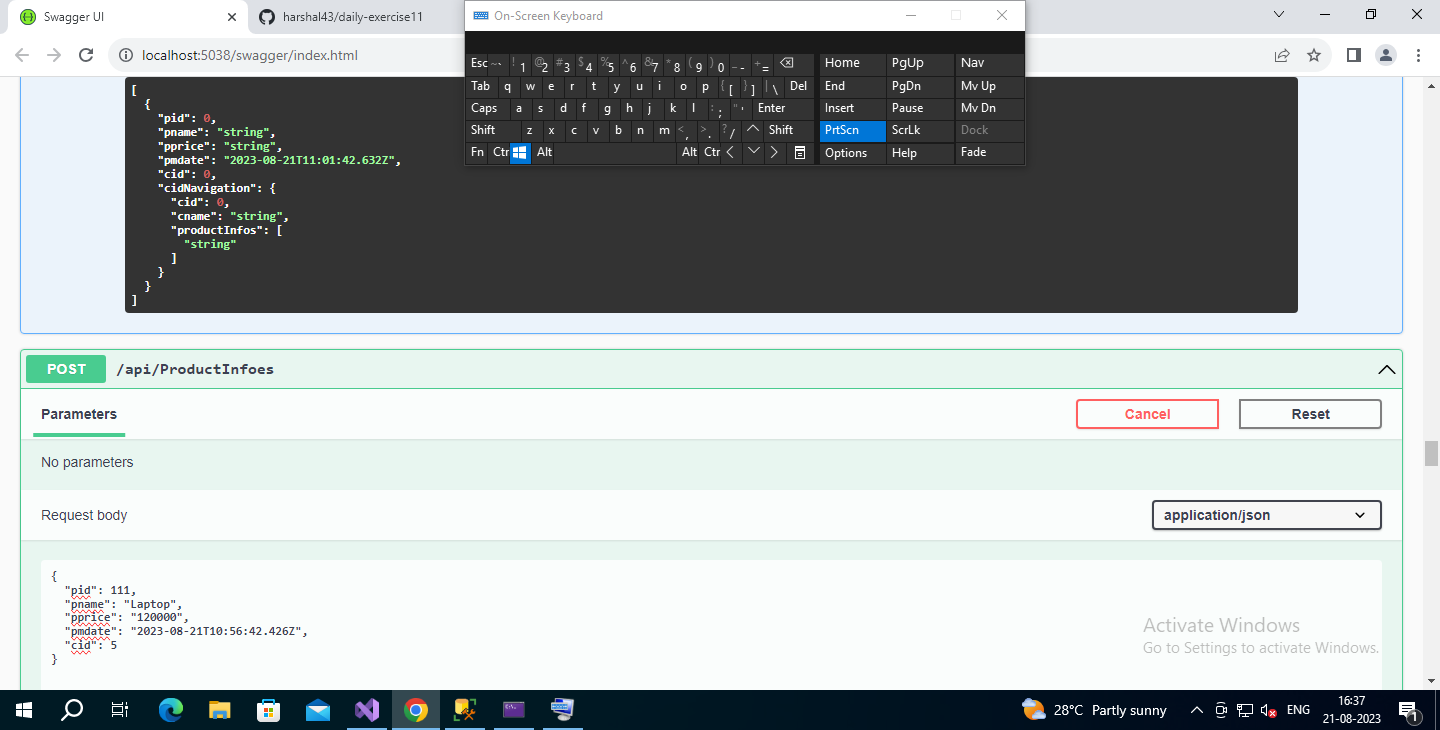 Swagger UI
harshal43/daily-exercise11
On-Screen Keyboard
localhost:5038/swagger/index.html
Esc ~` ! 1 @ 2 # 3 $ 4 % 5 ^ 6 & 7 * 8 ( 9 ) 0 _ - + = Home PgUp Nav
Tab q w e r t y u i o p { [ } ] | \ Del End PgDn Mv Up
Caps a s d f g h j k l : ; " ' Enter Insert Pause Mv Dn
Shift z x c v b n m < , > . ? / Shift PrtScn ScrLk Dock
Fn Ctr Alt Alt Ctr Options Help Fade
[
{
"pid": 0,
"pname": "string",
"pprice": "string",
"pmdate": "2023-08-21T11:01:42.632Z",
"cid": 0,
"cidNavigation": {
"cid": 0,
"cname": "string",
"productInfos": [
"string"
]
}
}
]
POST /api/ProductInfoes
Parameters
Cancel
Reset
No parameters
Request body
application/json
{
"pid": 111,
"pname": "Laptop",
"pprice": "120000",
"pmdate": "2023-08-21T10:56:42.426Z",
"cid": 5
}
Activate Windows
Go to Settings to activate Windows.
28°C Partly sunny
ENG
16:37
21-08-2023
1